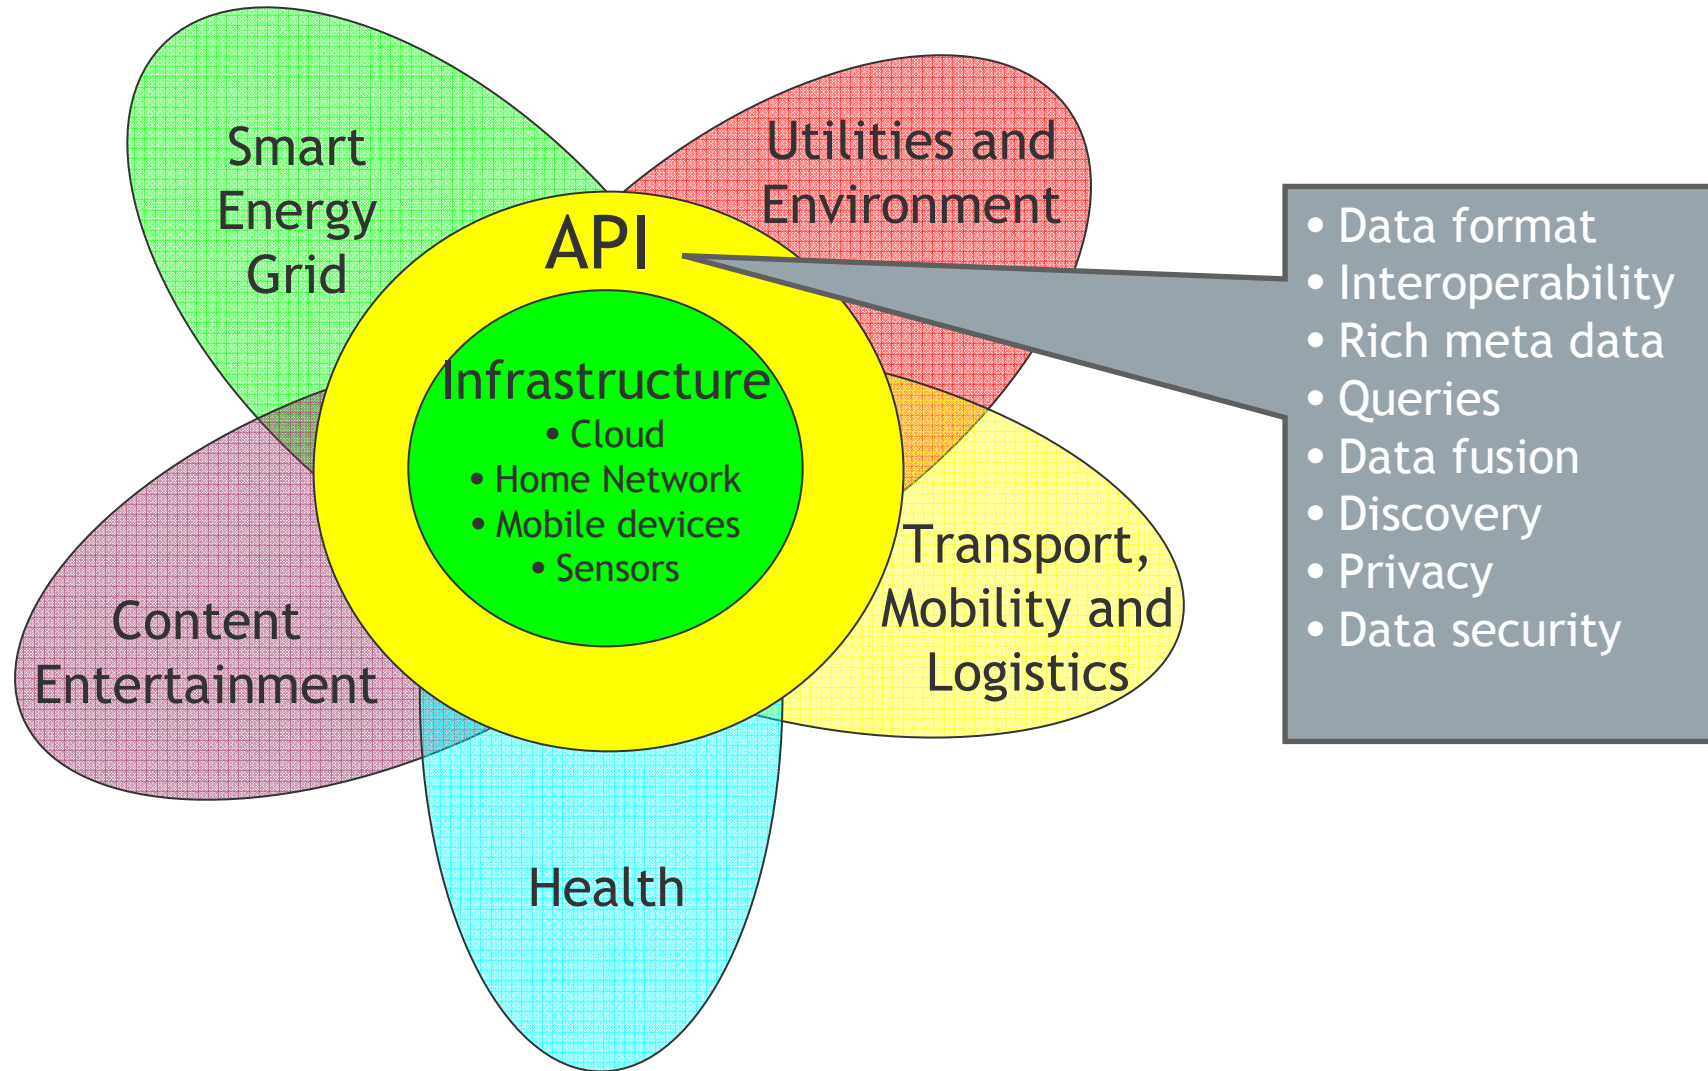 Smart
Energy
Grid
Utilities and
Environment
API
• Data format
• Interoperability
• Rich meta data
• Queries
• Data fusion
• Discovery
• Privacy
• Data security
Infrastructure
• Cloud
• Home Network
• Mobile devices
• Sensors
Transport,
Mobility and
Logistics
Content
Entertainment
Health